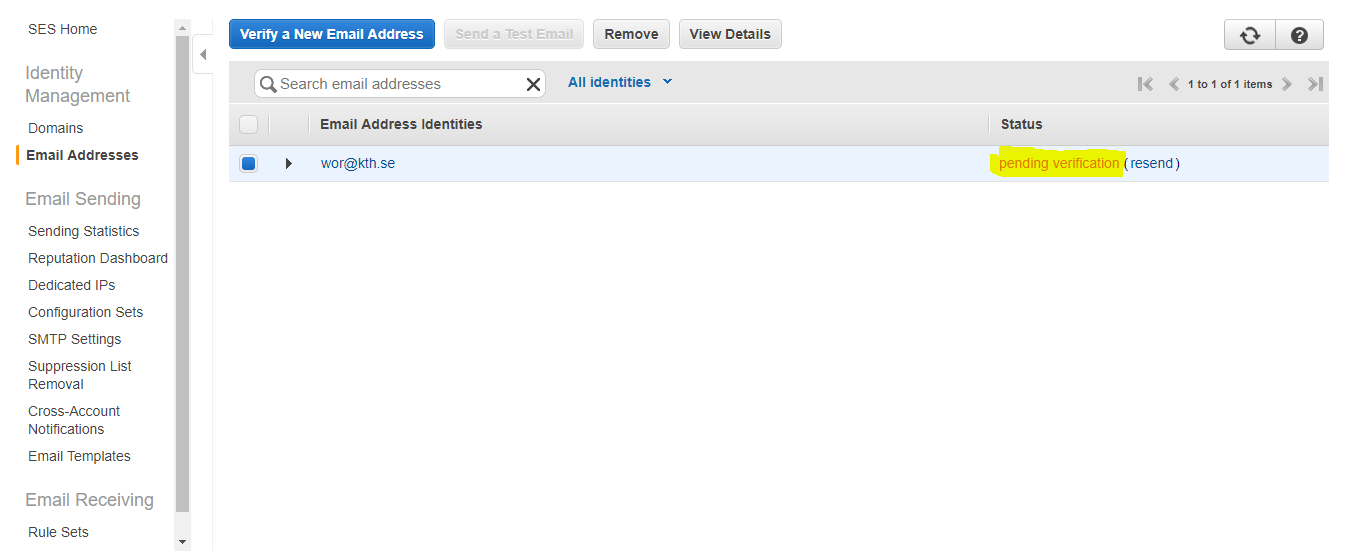 SES Home
Identity
Management
Domains
Email Addresses
Email Sending
Sending Statistics
Reputation Dashboard
Dedicated IPs
Configuration Sets
SMTP Settings
Suppression List
Removal
Cross-Account
Notifications
Email Templates
Email Receiving
Rule Sets
Verify a New Email Address Send a Test Email Remove View Details
Search email addresses All identities 1 to 1 of 1 items
Email Address Identities Status
wor@kth.se pending verification (resend)